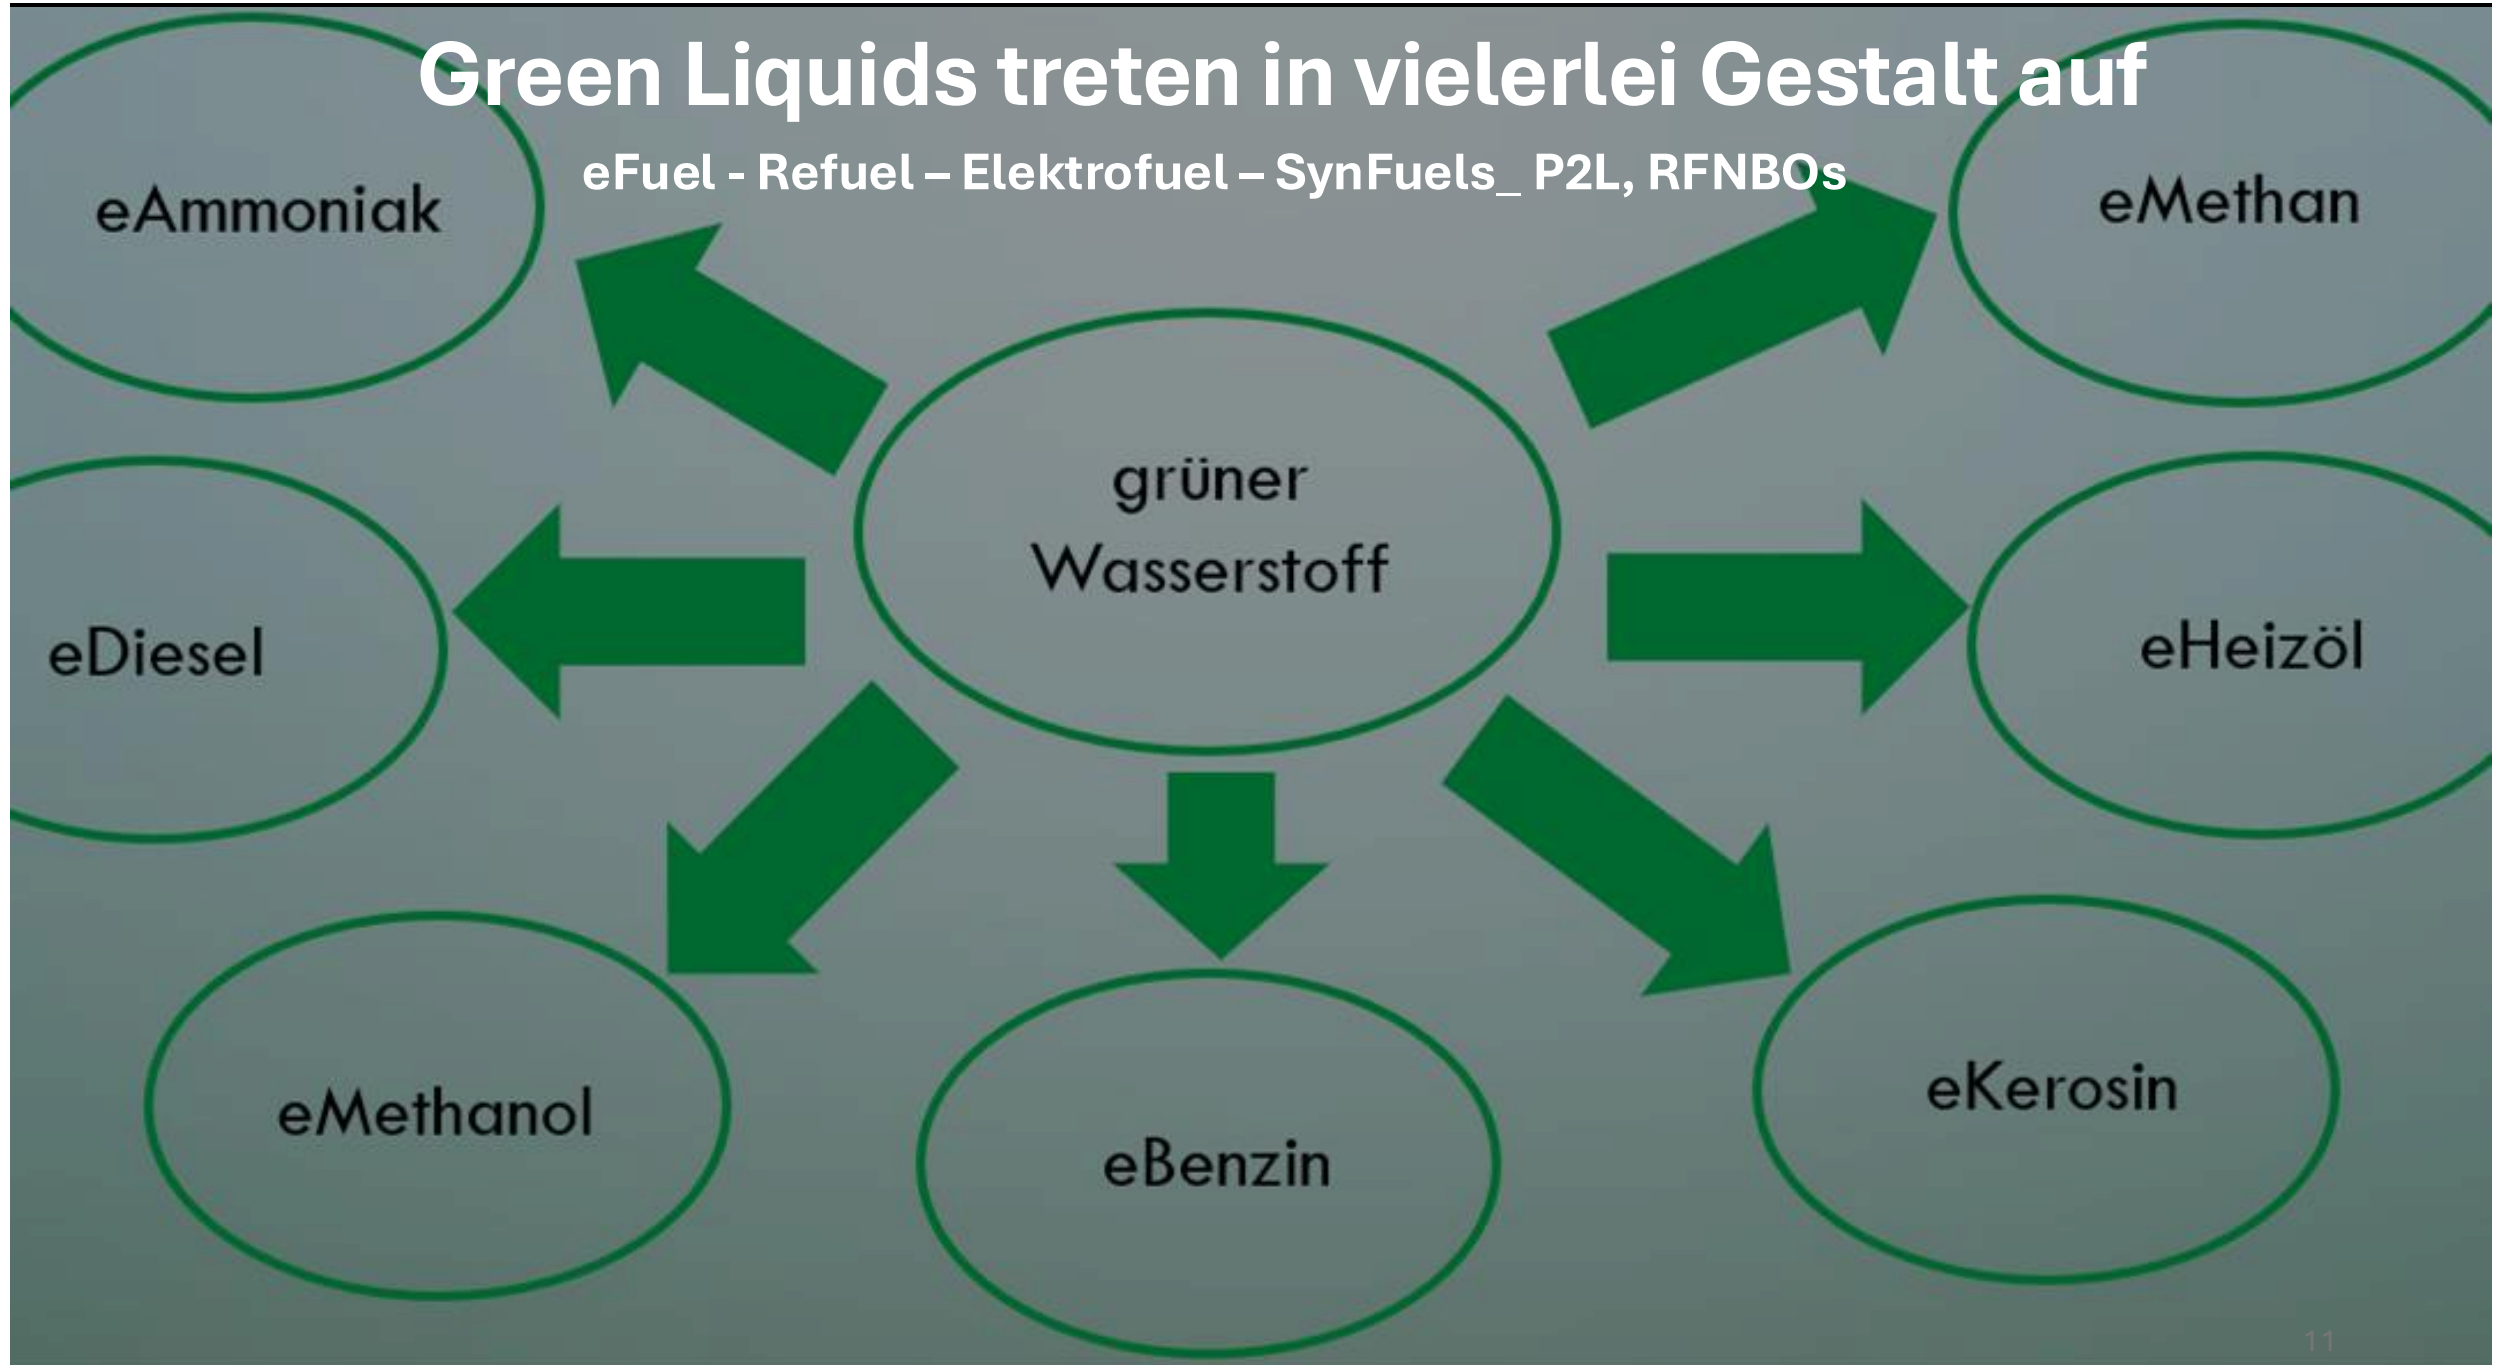 Green Liquids treten in vielerlei Gestalt auf
eFuel - Refuel – Elektrofuel – SynFuels_ P2L, RFNBOs
eAmmoniak
eMethan
grüner
Wasserstoff
eDiesel
eHeizöl
eMethanol
eBenzin
eKerosin
11